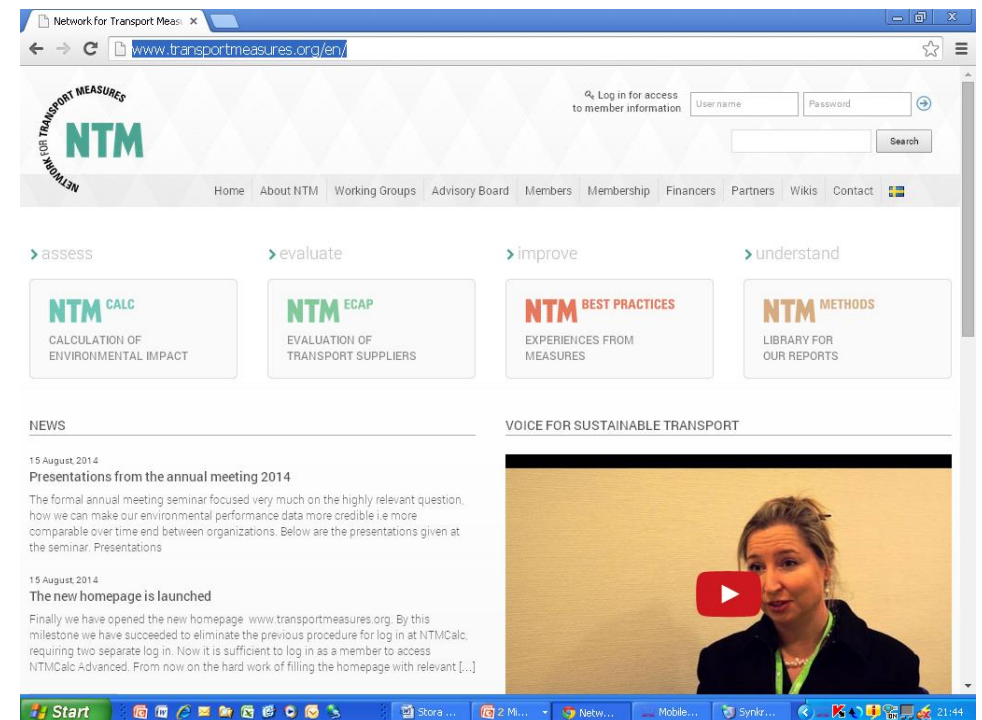 Network for Transport Meas
www.transportmeasures.org/en/
NETWORK FOR TRANSPORT MEASURES
NTM
Log in for access
to member information
User name
Password
Search
Home About NTM Working Groups Advisory Board Members Membership Financers Partners Wikis Contact
> assess
> evaluate
> improve
> understand
NTM CALC
CALCULATION OF
ENVIRONMENTAL IMPACT
NTM ECAP
EVALUATION OF
TRANSPORT SUPPLIERS
NTM BEST PRACTICES
EXPERIENCES FROM
MEASURES
NTM METHODS
LIBRARY FOR
OUR REPORTS
NEWS
15 August, 2014
Presentations from the annual meeting 2014
The formal annual meeting seminar focused very much on the highly relevant question,
how we can make our environmental performance data more credible i.e more
comparable over time end between organizations. Below are the presentations given at
the seminar. Presentations
15 August, 2014
The new homepage is launched
Finally we have opened the new homepage www.transportmeasures.org. By this
milestone we have succeeded to eliminate the previous procedure for log in at NTMCalc,
requiring two separate log in. Now it is sufficient to log in as a member to access
NTMCalc Advanced. From now on the hard work of filling the homepage with relevant [...]
VOICE FOR SUSTAINABLE TRANSPORT
Start
Stora ...
2 Mi...
Netw...
Mobile...
Synkr...
21:44